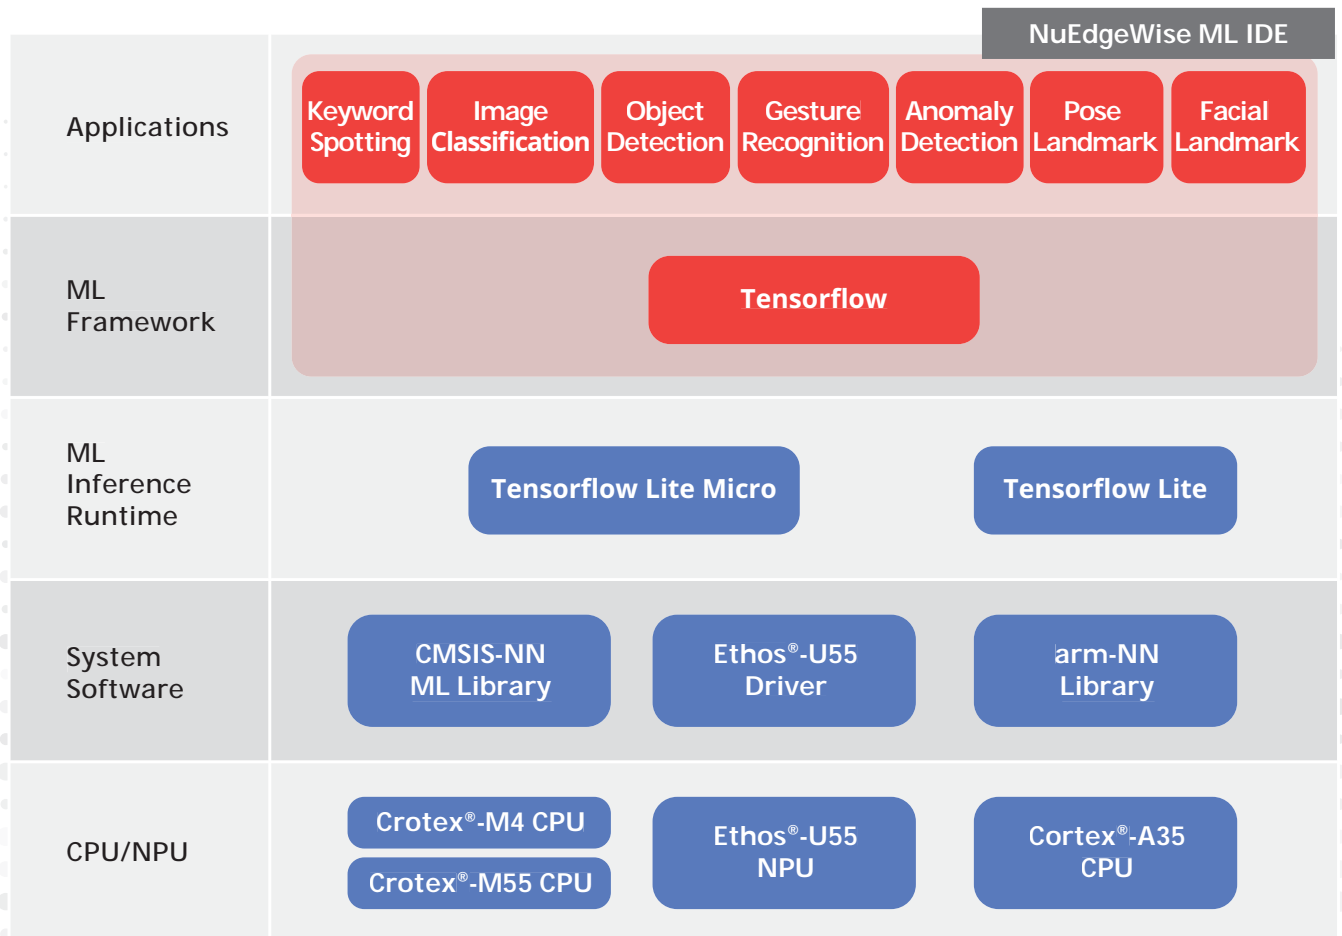 NuEdgeWise ML IDE
Applications
Keyword
Spotting
Image
Classification
Object
Detection
Gesture
Recognition
Anomaly
Detection
Pose
Landmark
Facial
Landmark
ML
Framework
Tensorflow
ML
Inference
Runtime
Tensorflow Lite Micro
Tensorflow Lite
System
Software
CMSIS-NN
ML Library
Ethos®-U55
Driver
arm-NN
Library
CPU/NPU
Crotex®-M4 CPU
Crotex®-M55 CPU
Ethos®-U55
NPU
Cortex®-A35
CPU